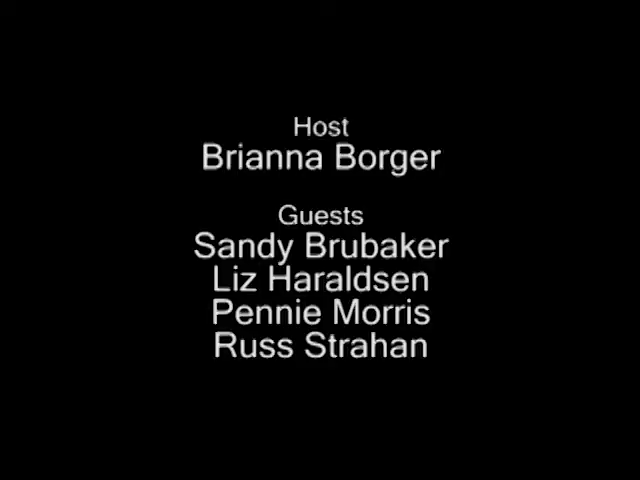 Host
Brianna Borger
Guests
Sandy Brubaker
Liz Haraldsen
Pennie Morris
Russ Strahan